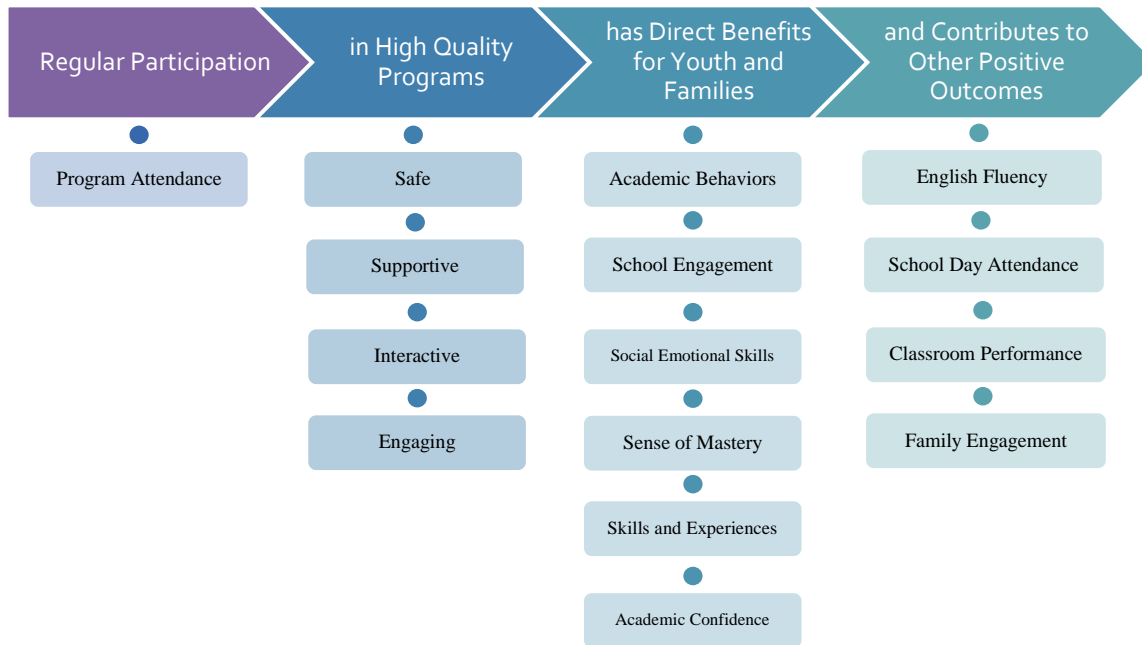 Regular Participation
in High Quality
Programs
has Direct Benefits
for Youth and
Families
and Contributes to
Other Positive
Outcomes
Program Attendance
Safe
Supportive
Interactive
Engaging
Academic Behaviors
School Engagement
Social Emotional Skills
Sense of Mastery
Skills and Experiences
Academic Confidence
English Fluency
School Day Attendance
Classroom Performance
Family Engagement